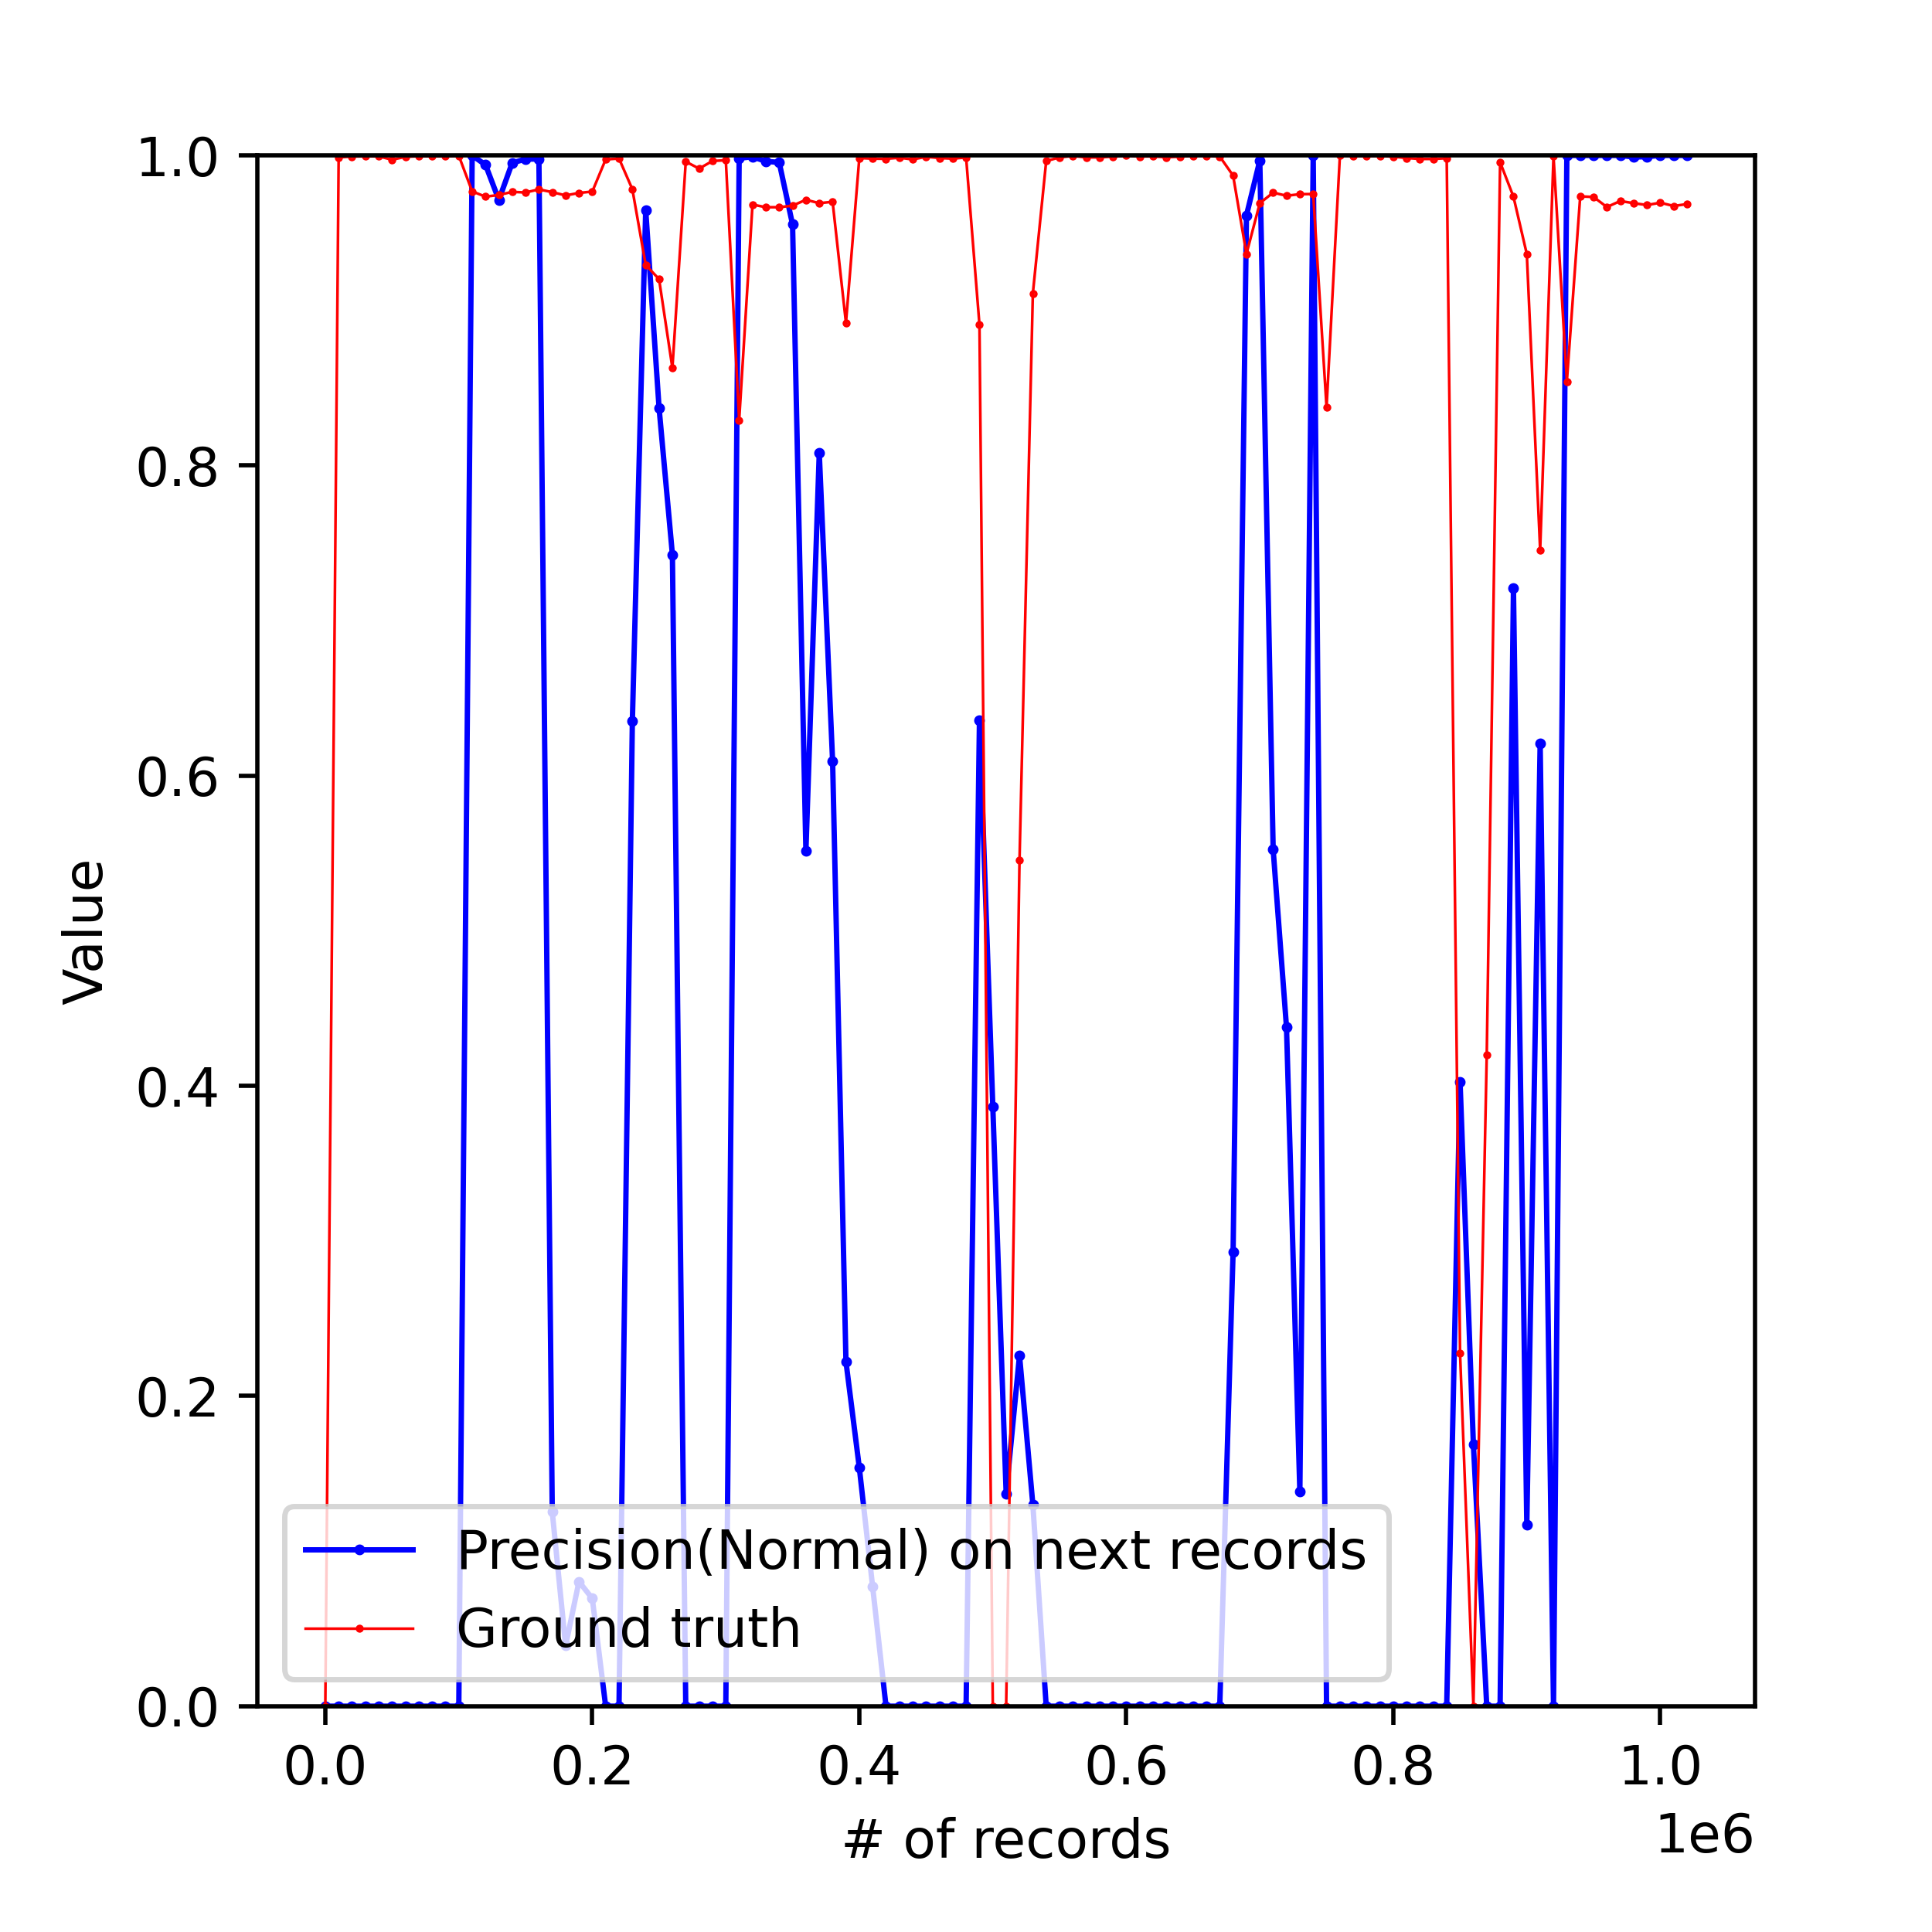 1.0
0.8
0.6
0.4
0.2
0.0
Value
Precision(Normal) on next records
Ground truth
0.0 0.2 0.4 0.6 0.8 1.0
# of records
1e6